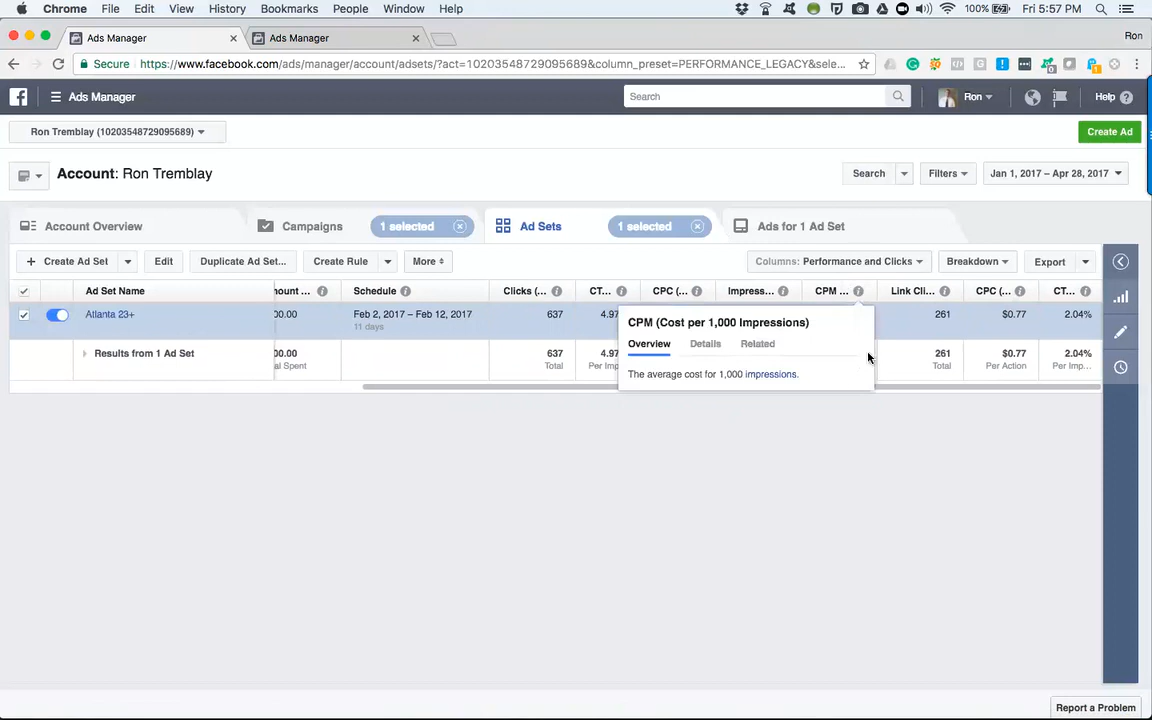 Chrome File Edit View History Bookmarks People Window Help 100% Fri 5:57 PM
Ads Manager Ads Manager Ron
Secure https://www.facebook.com/ads/manager/account/adsets/?act=10203548729095689&column_preset=PERFORMANCE_LEGACY&sele...
Ads Manager Search Ron Help
Ron Tremblay (10203548729095689) Create Ad
Account: Ron Tremblay Search Filters Jan 1, 2017 – Apr 28, 2017
Account Overview Campaigns 1 selected Ad Sets 1 selected Ads for 1 Ad Set
+ Create Ad Set Edit Duplicate Ad Set... Create Rule More Columns: Performance and Clicks Breakdown Export
Ad Set Name ount ... Schedule Clicks (... CT... CPC (... Impress... CPM ... Link Cli... CPC (... CT...
Atlanta 23+ 00.00 Feb 2, 2017 – Feb 12, 2017 637 4.97 261 $0.77 2.04%
11 days
CPM (Cost per 1,000 Impressions)
Overview Details Related
The average cost for 1,000 impressions.
Results from 1 Ad Set 00.00 637 4.97 261 $0.77 2.04%
al Spent Total Per Imp Total Per Action Per Imp...
Report a Problem